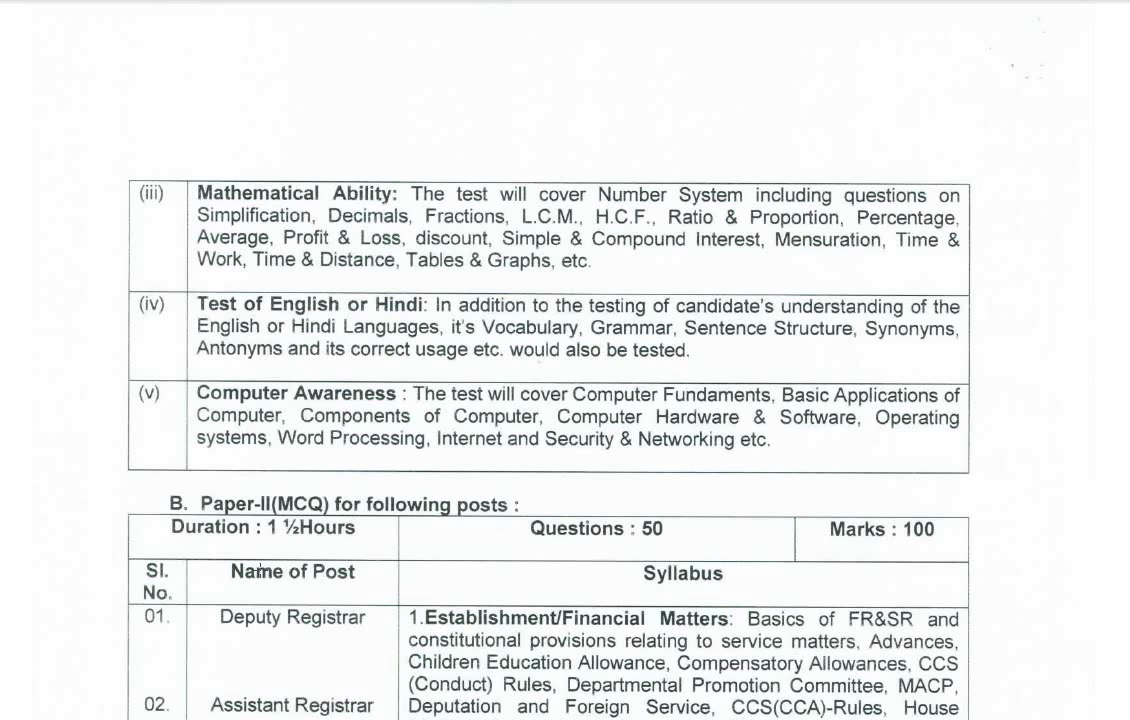 (iii) Mathematical Ability: The test will cover Number System including questions on
Simplification, Decimals, Fractions, L.C.M., H.C.F., Ratio & Proportion, Percentage,
Average, Profit & Loss, discount, Simple & Compound Interest, Mensuration, Time &
Work, Time & Distance, Tables & Graphs, etc.
(iv) Test of English or Hindi: In addition to the testing of candidate's understanding of the
English or Hindi Languages, it's Vocabulary, Grammar, Sentence Structure, Synonyms,
Antonyms and its correct usage etc. would also be tested.
(v) Computer Awareness : The test will cover Computer Fundaments, Basic Applications of
Computer, Components of Computer, Computer Hardware & Software, Operating
systems, Word Processing, Internet and Security & Networking etc.
B. Paper-II(MCQ) for following posts :
Duration : 1 ½Hours Questions : 50 Marks : 100
Sl. Name of Post Syllabus
No.
01. Deputy Registrar 1.Establishment/Financial Matters: Basics of FR&SR and
constitutional provisions relating to service matters, Advances,
Children Education Allowance, Compensatory Allowances, CCS
(Conduct) Rules, Departmental Promotion Committee, MACP,
02. Assistant Registrar Deputation and Foreign Service, CCS(CCA)-Rules, House